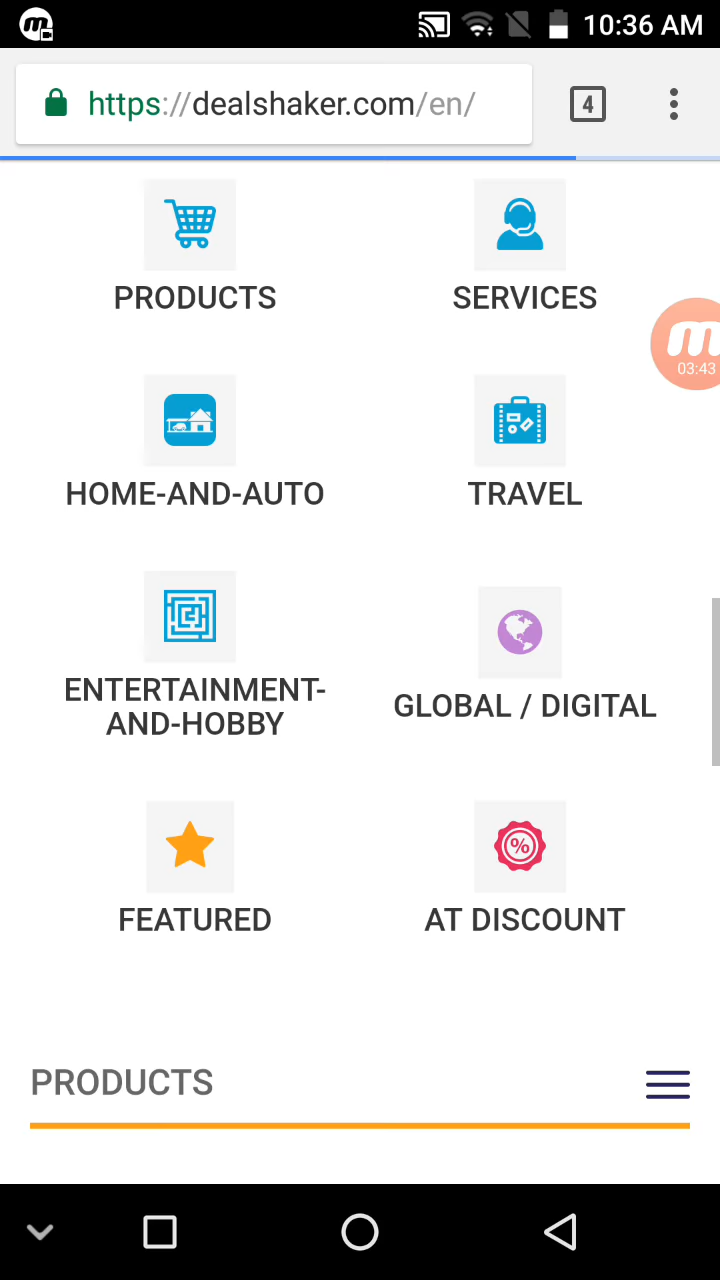 10:36 AM
https://dealshaker.com/en/
4
PRODUCTS
SERVICES
m
03:43
HOME-AND-AUTO
TRAVEL
ENTERTAINMENT-
AND-HOBBY
GLOBAL / DIGITAL
FEATURED
%
AT DISCOUNT
PRODUCTS